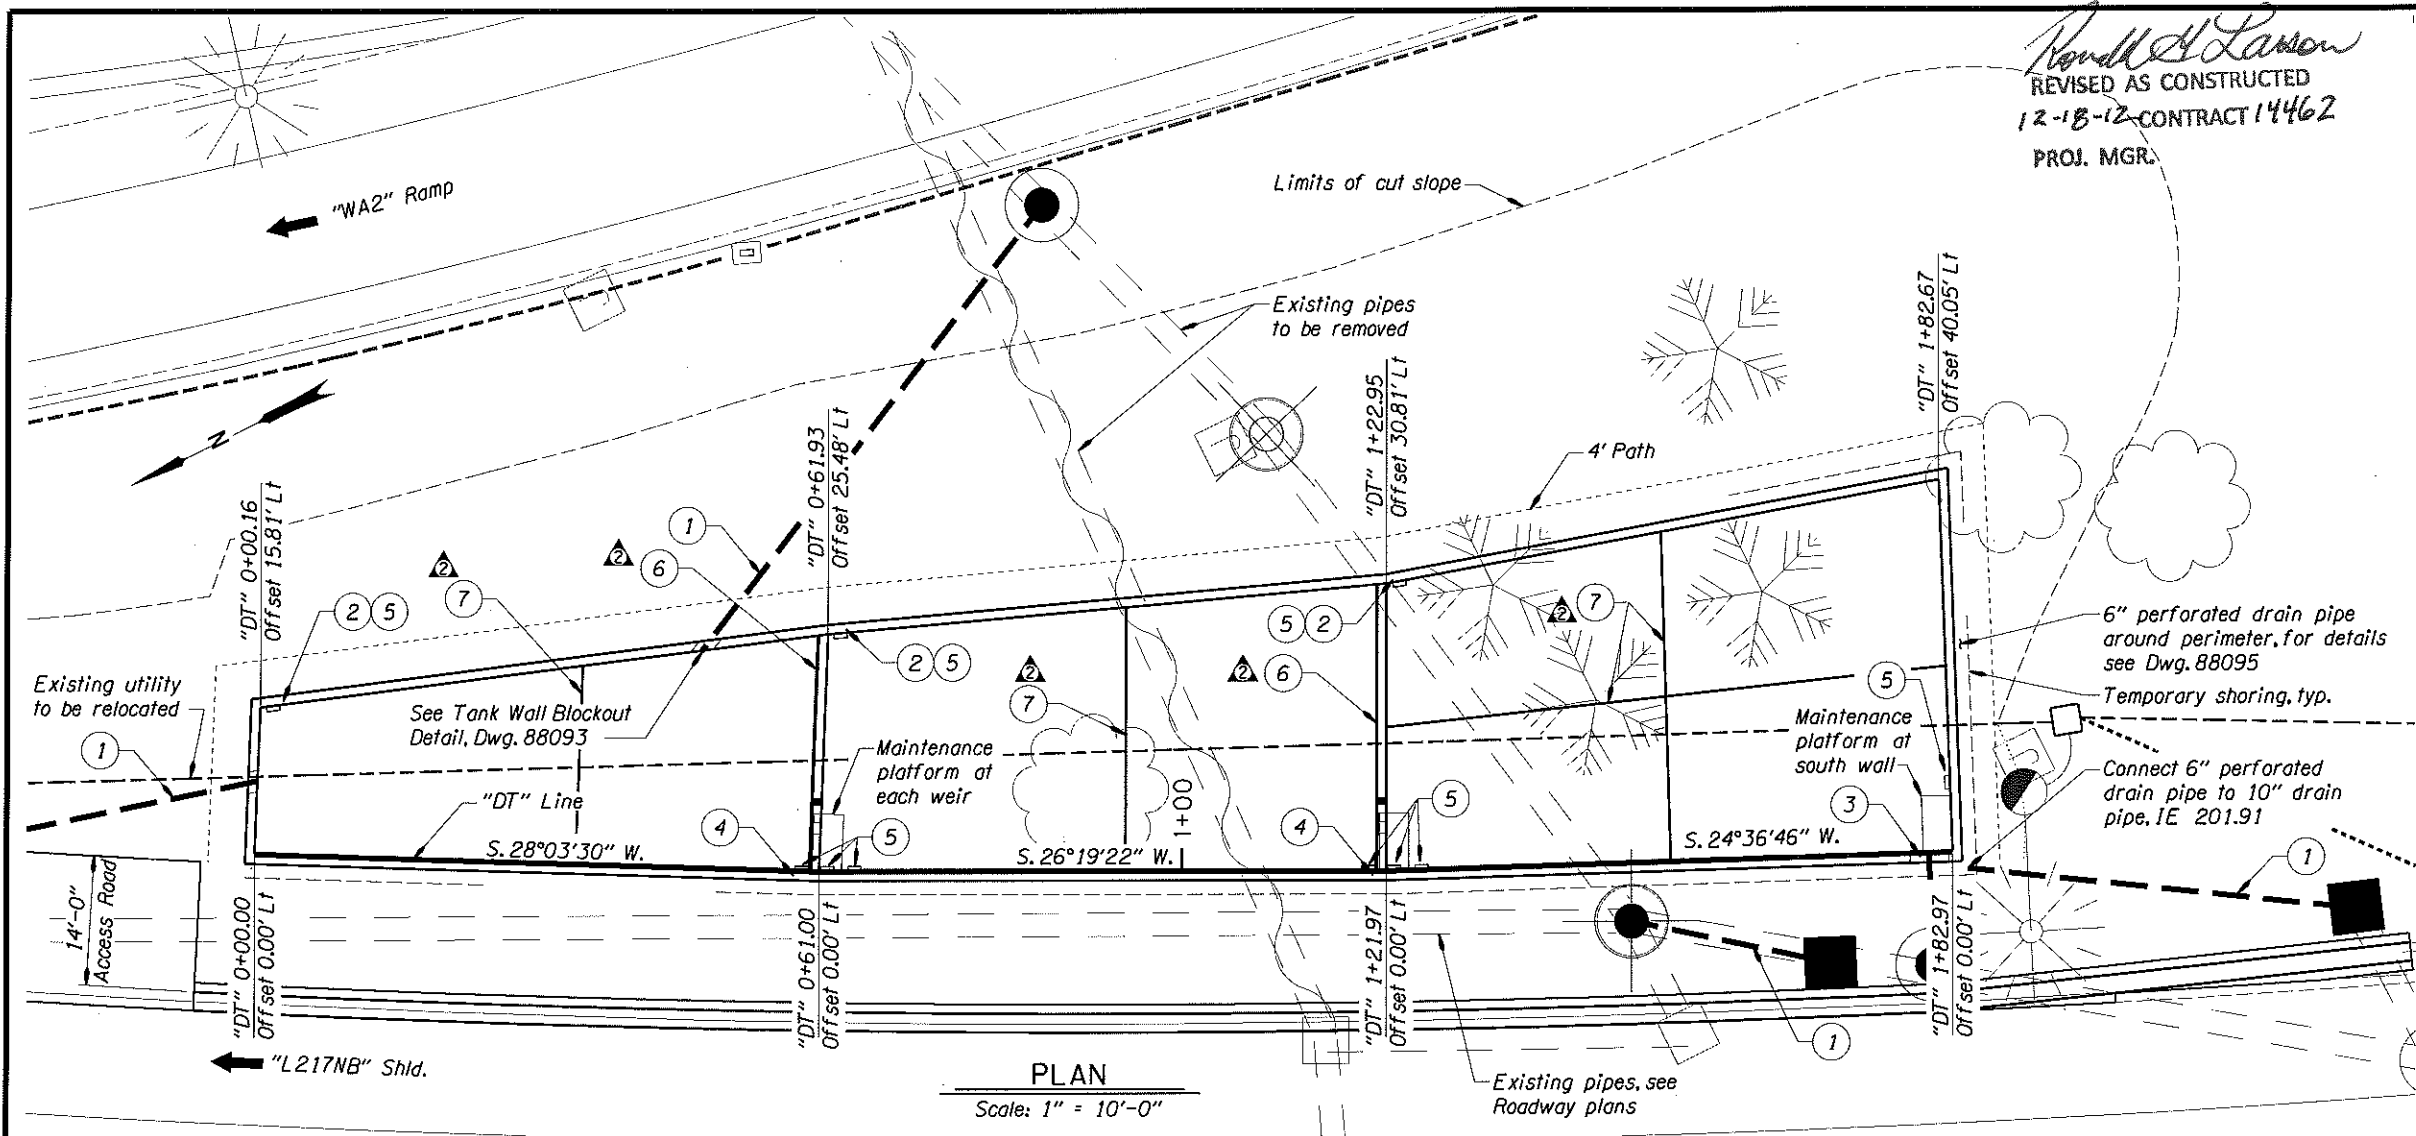 Ronald H Larson
REVISED AS CONSTRUCTED
12-18-12 CONTRACT 14462
PROJ. MGR.
"WA2" Ramp
Limits of cut slope
Existing pipes
to be removed
N
4' Path
"DT" 0+00.16
Offset 15.81' Lt
"DT" 0+61.93
Offset 25.48' Lt
"DT" 1+22.95
Offset 30.81' Lt
"DT" 1+82.67
Offset 40.05' Lt
1
2
6
2
7
2 5
2 5
5 2
2
7
2
6
2
7
5
6" perforated drain pipe
around perimeter, for details
see Dwg. 88095
Temporary shoring, typ.
Existing utility
to be relocated
1
See Tank Wall Blockout
Detail, Dwg. 88093
Maintenance
platform at
each weir
Maintenance
platform at
south wall
Connect 6" perforated
drain pipe to 10" drain
pipe, IE 201.91
"DT" Line
4
5
1+00
4
5
3
1
S. 28°03'30" W.
S. 26°19'22" W.
S. 24°36'46" W.
14'-0"
Access Road
"DT" 0+00.00
Offset 0.00' Lt
"DT" 0+61.00
Offset 0.00' Lt
"DT" 1+21.97
Offset 0.00' Lt
"DT" 1+82.97
Offset 0.00' Lt
1
"L217NB" Shld.
PLAN
Scale: 1" = 10'-0"
Existing pipes, see
Roadway plans